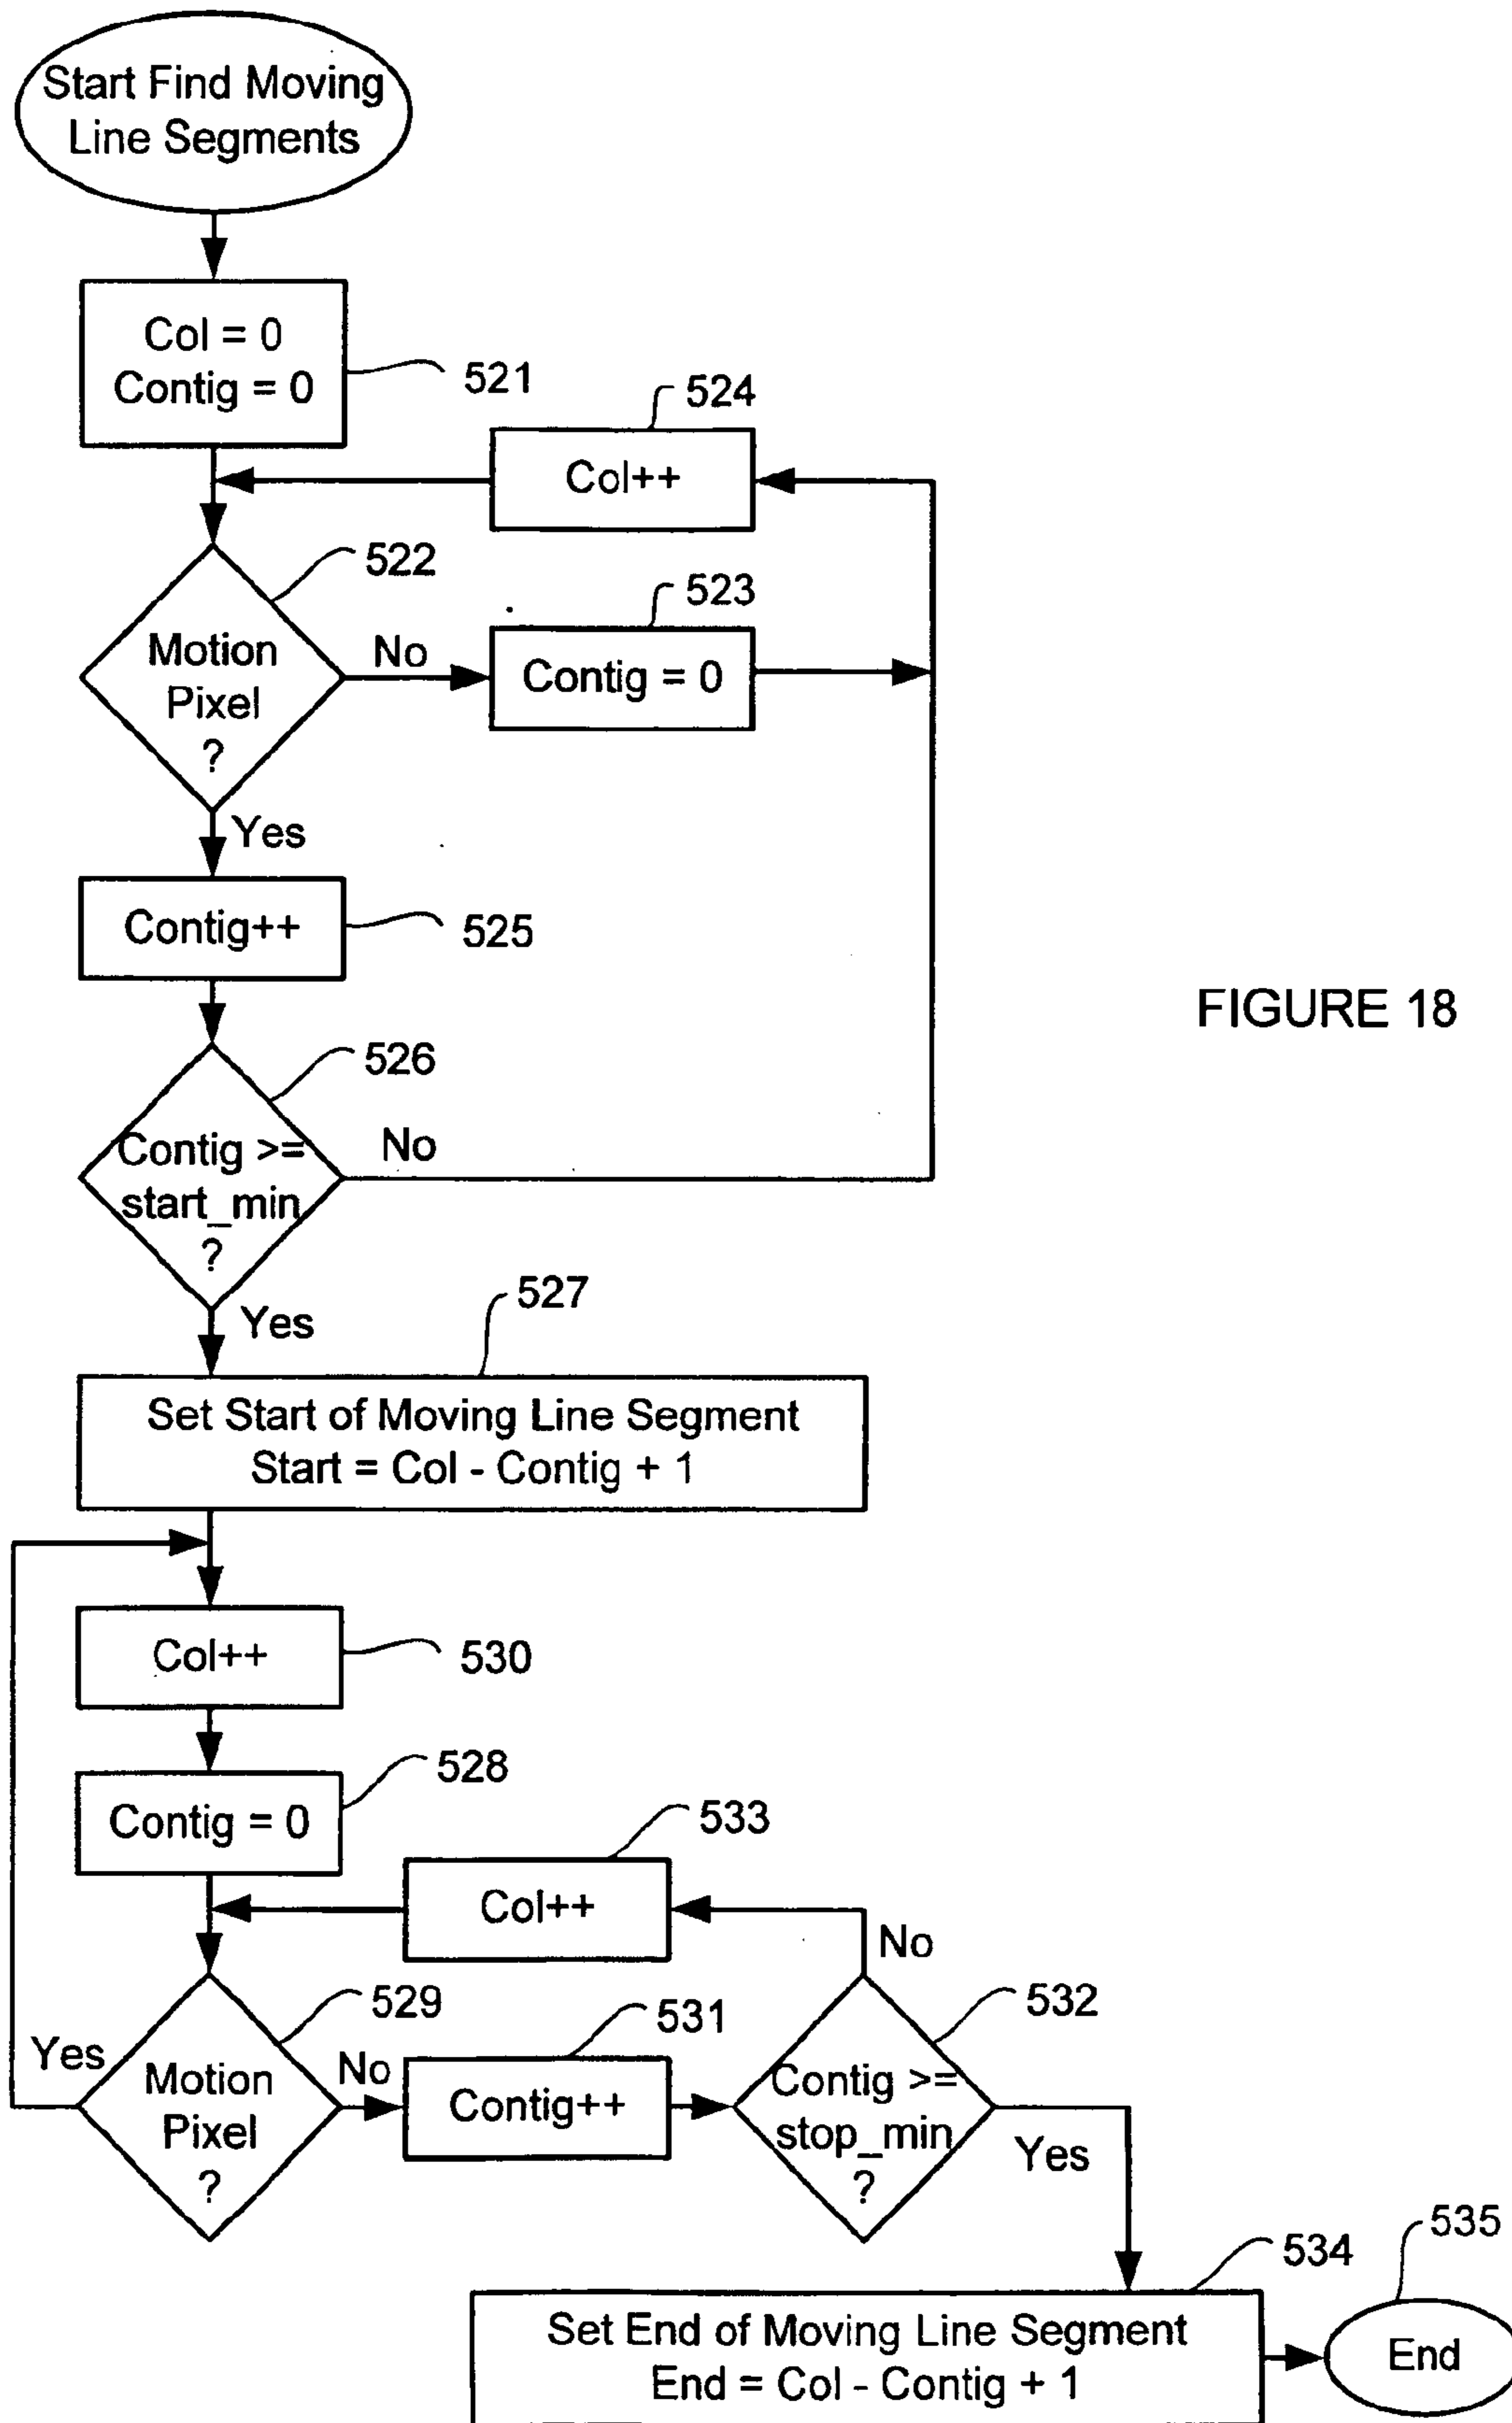 Start Find Moving
Line Segments
Col = 0
Contig = 0
521
524
Col++
522
523
Motion
Pixel
?
No
Contig = 0
Yes
Contig++
525
FIGURE 18
526
Contig >=
start_min
?
No
Yes
527
Set Start of Moving Line Segment
Start = Col - Contig + 1
Col++
530
528
Contig = 0
533
Col++
No
529
531
532
Yes
Motion
Pixel
?
No
Contig++
Contig >=
stop_min
?
Yes
534
535
Set End of Moving Line Segment
End = Col - Contig + 1
End